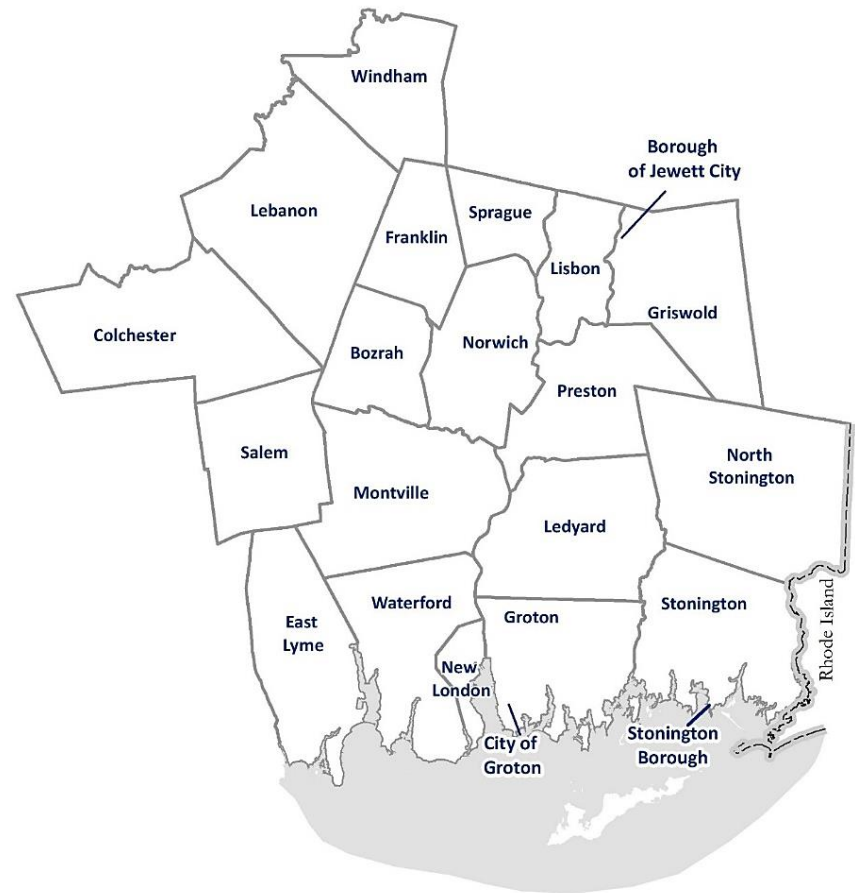 Windham
Borough
of Jewett City
Lebanon
Sprague
Franklin
Lisbon
Griswold
Colchester
Norwich
Bozrah
Preston
Salem
North
Stonington
Montville
Ledyard
Waterford
Stonington
Groton
East
Lyme
Rhode Island
New
London
City of
Groton
Stonington
Borough